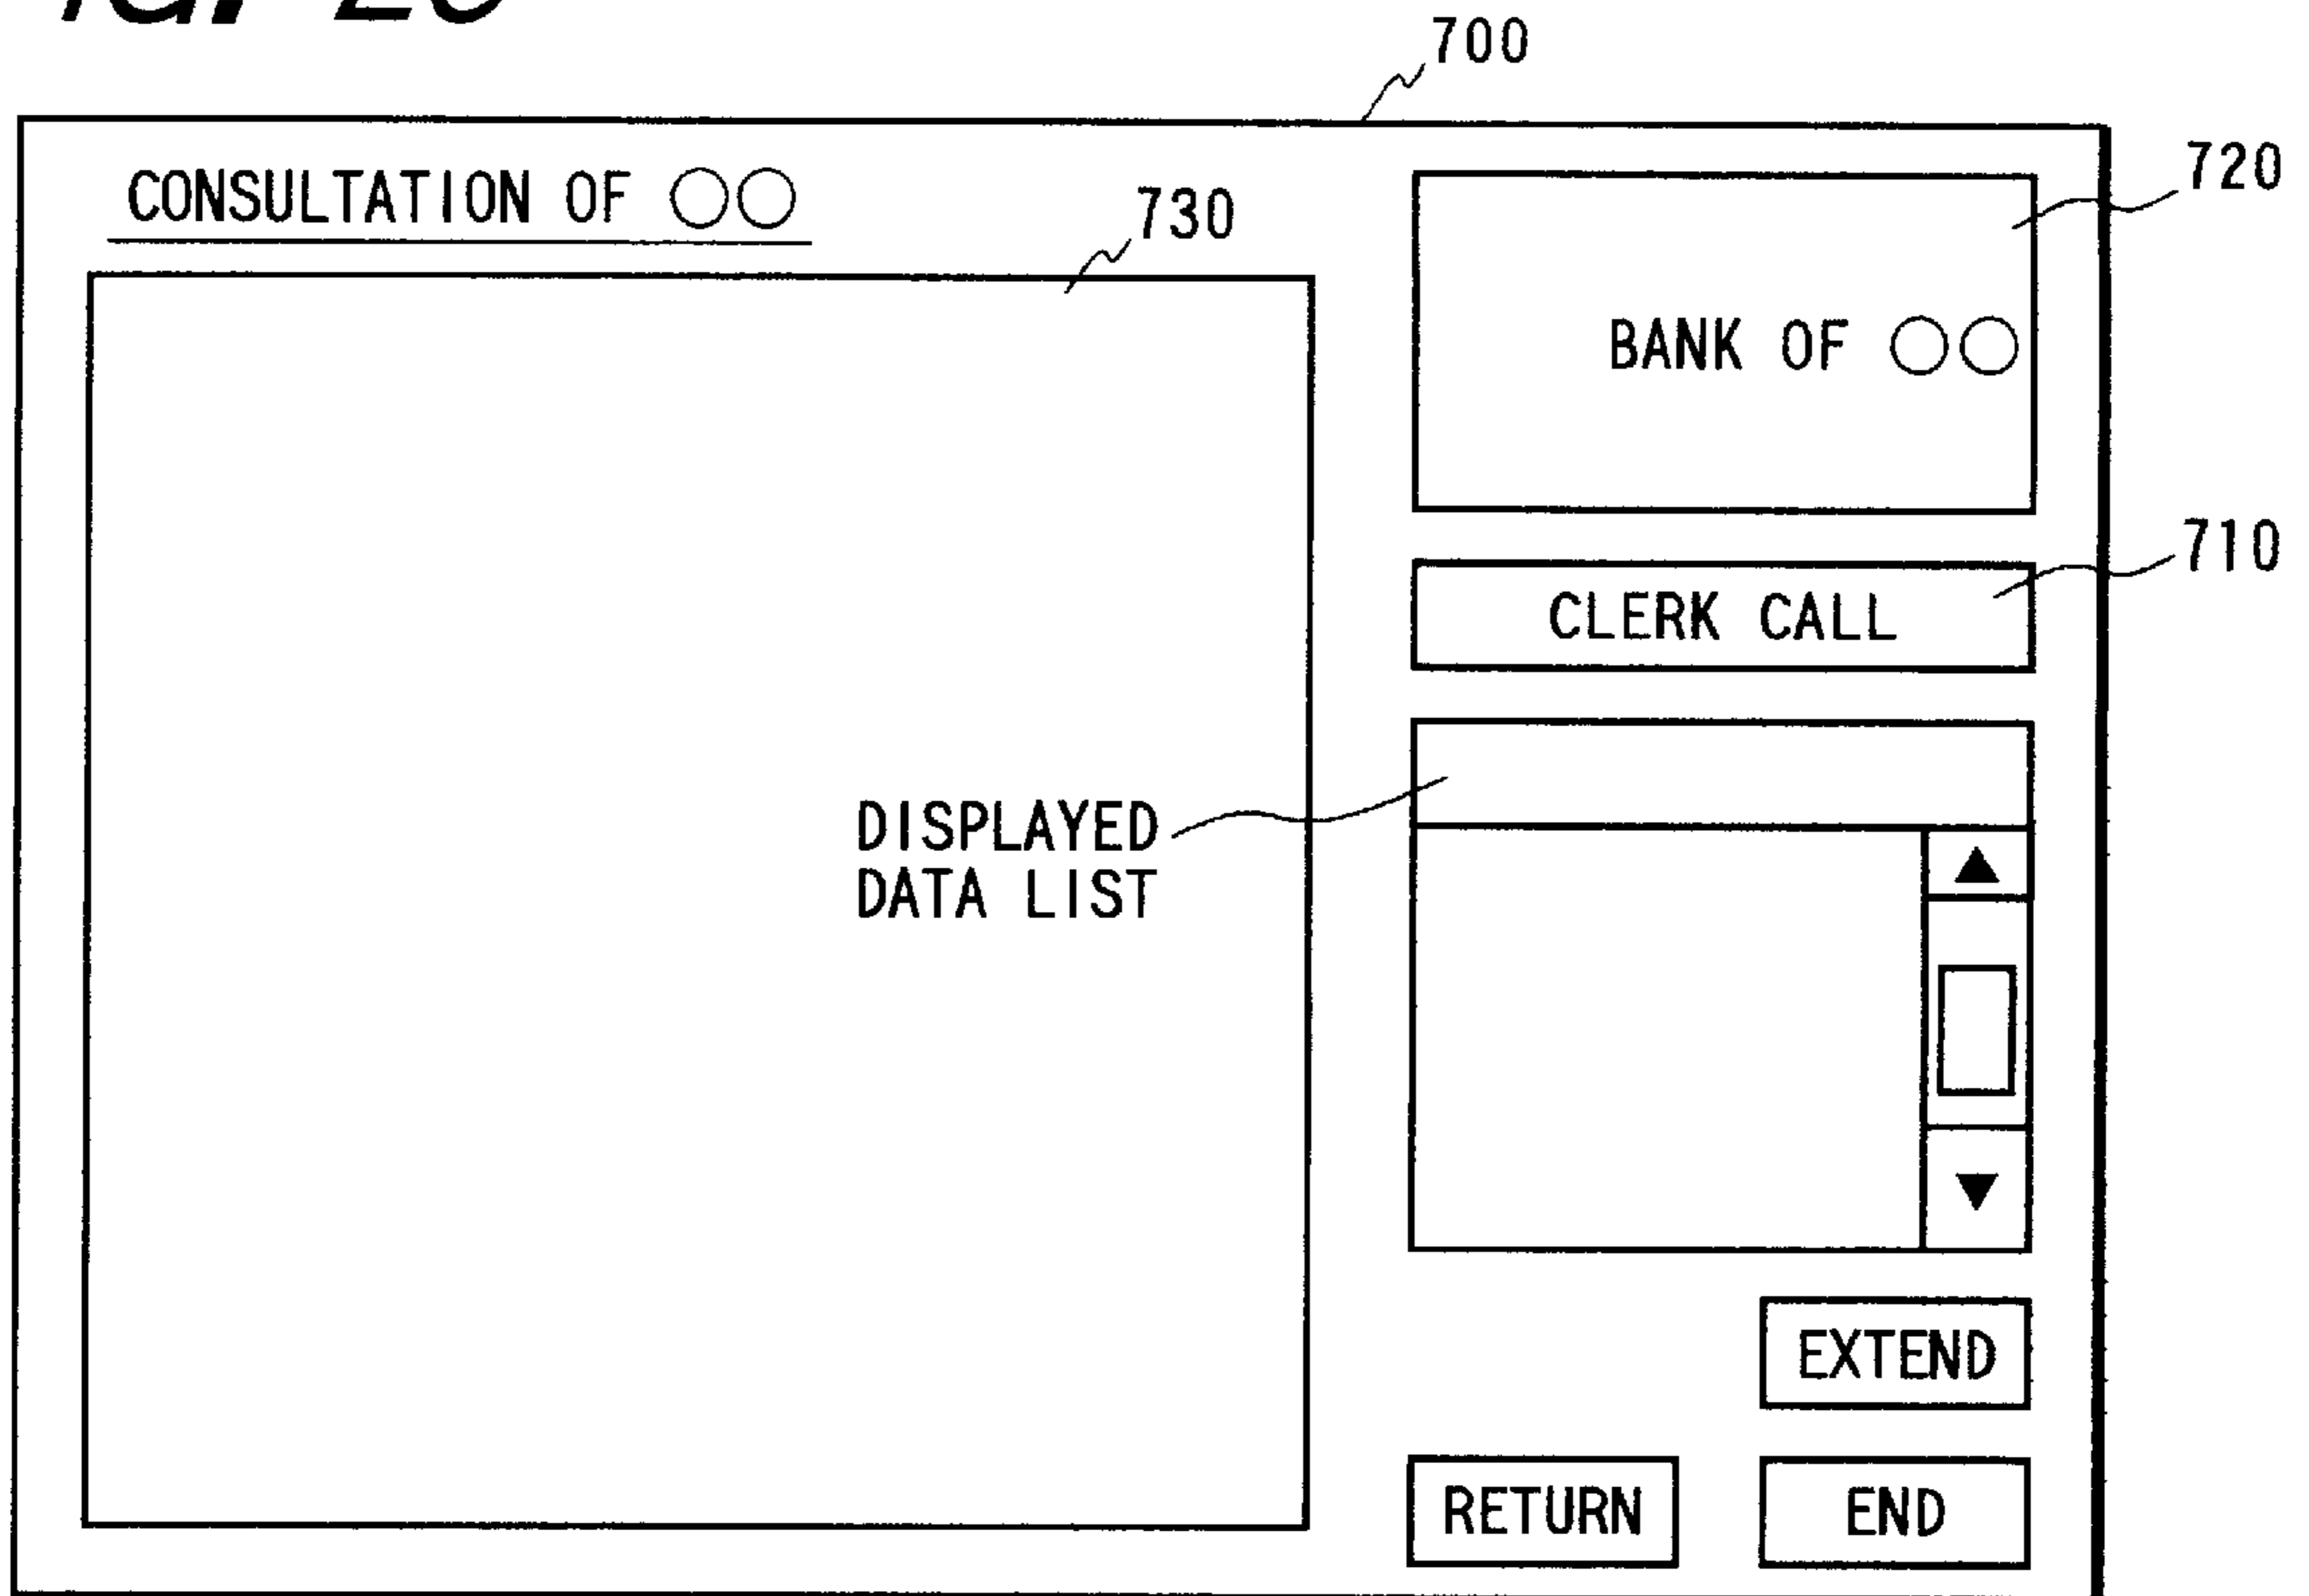 700
CONSULTATION OF ○○
720
730
BANK OF ○○
710
CLERK CALL
DISPLAYED
DATA LIST
EXTEND
RETURN
END